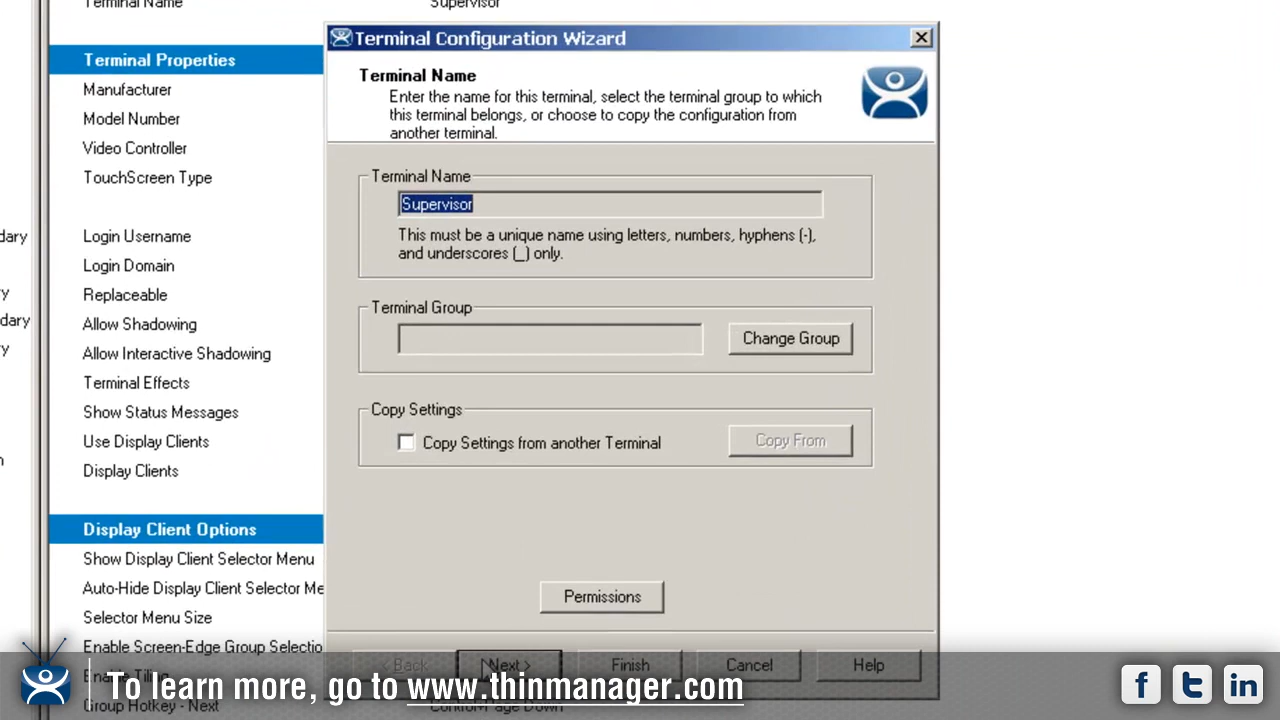 Terminal Name
Supervisor
Terminal Properties
Manufacturer
Model Number
Video Controller
TouchScreen Type
Login Username
Login Domain
Replaceable
Allow Shadowing
Allow Interactive Shadowing
Terminal Effects
Show Status Messages
Use Display Clients
Display Clients
Display Client Options
Show Display Client Selector Menu
Auto-Hide Display Client Selector Me
Selector Menu Size
Enable Screen-Edge Group Selectio
Enable Tiling
Group Hotkey - Next
Control+Page Down
dary
y
dary
y
n
Terminal Configuration Wizard
Terminal Name
Enter the name for this terminal, select the terminal group to which
this terminal belongs, or choose to copy the configuration from
another terminal.
Terminal Name
Supervisor
This must be a unique name using letters, numbers, hyphens (-),
and underscores (_) only.
Terminal Group
Change Group
Copy Settings
Copy Settings from another Terminal
Copy From
Permissions
< Back
Next >
Finish
Cancel
Help
To learn more, go to www.thinmanager.com